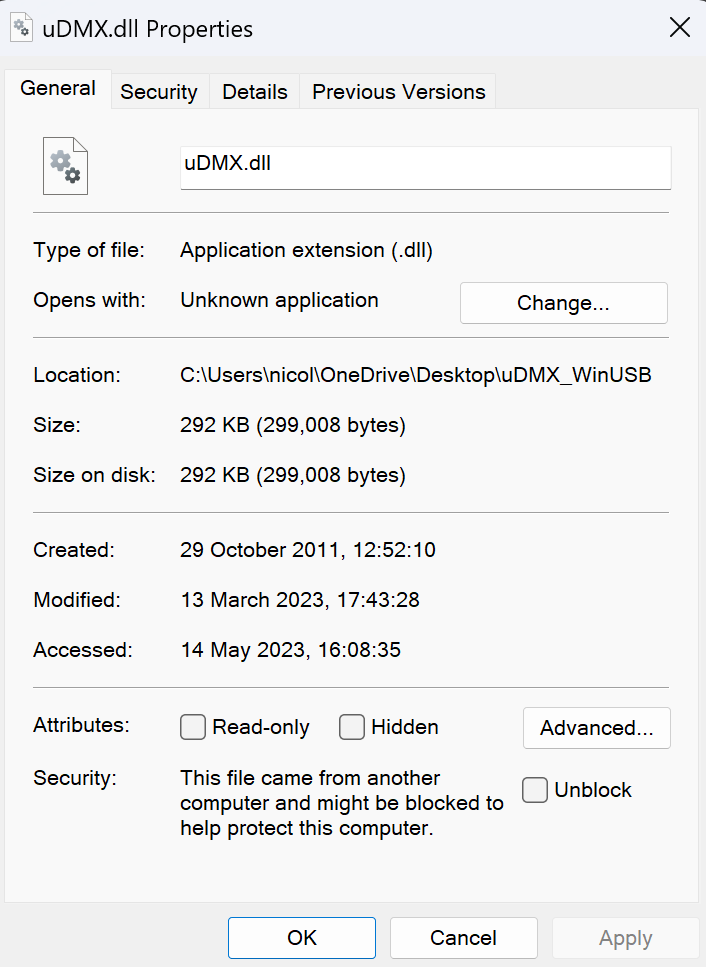 uDMX.dll Properties
General Security Details Previous Versions
uDMX.dll
Type of file: Application extension (.dll)
Opens with: Unknown application Change...
Location: C:\Users\nicol\OneDrive\Desktop\uDMX_WinUSB
Size: 292 KB (299,008 bytes)
Size on disk: 292 KB (299,008 bytes)
Created: 29 October 2011, 12:52:10
Modified: 13 March 2023, 17:43:28
Accessed: 14 May 2023, 16:08:35
Attributes: Read-only Hidden Advanced...
Security: This file came from another
computer and might be blocked to
help protect this computer.
Unblock
OK Cancel Apply